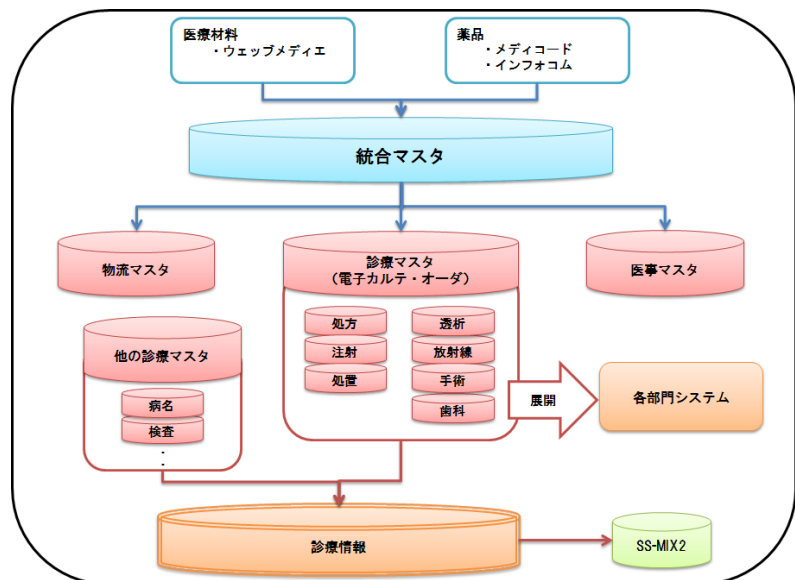 医療材料
・ウェッブメディエ
薬品
・メディコード
・インフォコム
統合マスタ
物流マスタ
診療マスタ
（電子カルテ・オーダ）
医事マスタ
処方
注射
処置
透析
放射線
手術
歯科
他の診療マスタ
病名
検査
・
・
展開
各部門システム
診療情報
SS-MIX2